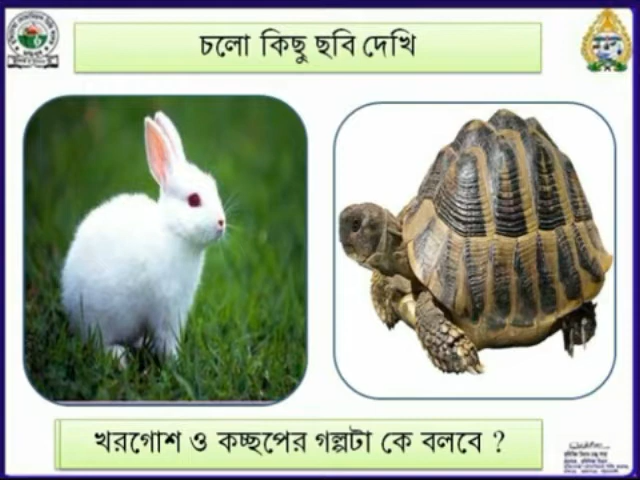 চলো কিছু ছবি দেখি
খরগোশ ও কচ্ছপের গল্পটা কে বলবে ?